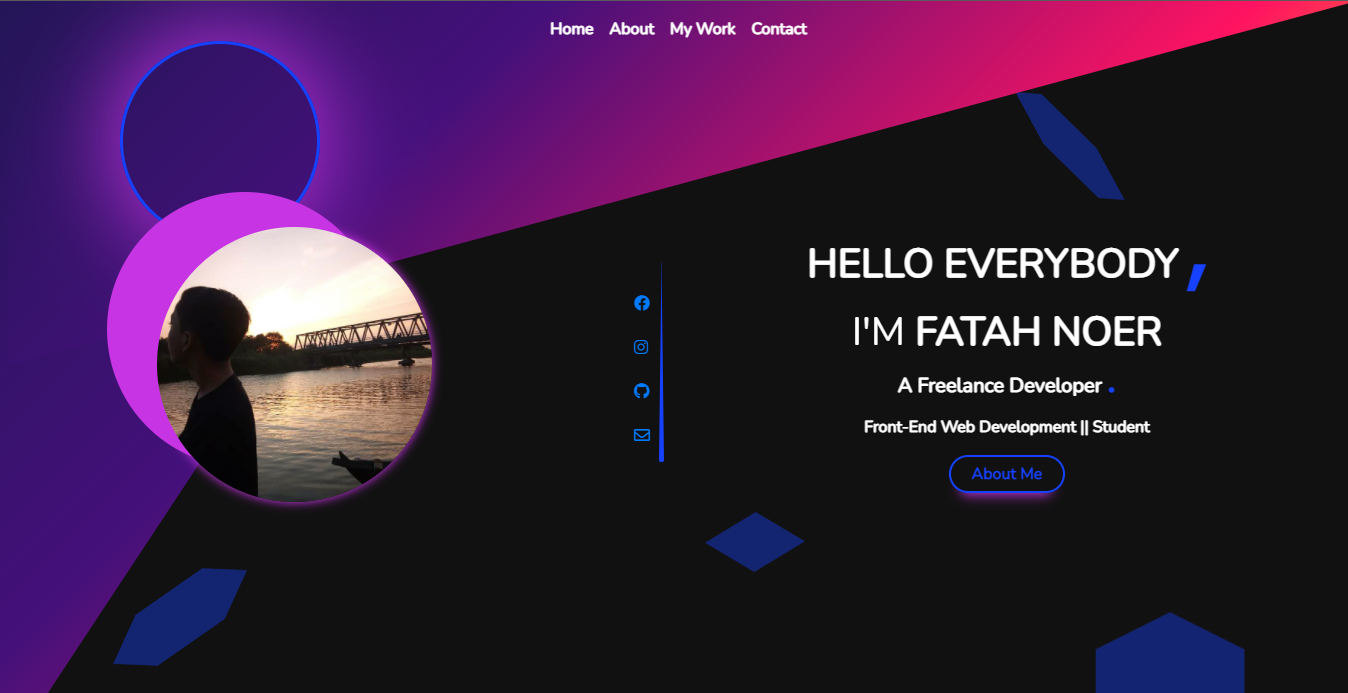 Home About My Work Contact
HELLO EVERYBODY,
I'M FATAH NOER
A Freelance Developer .
Front-End Web Development || Student
About Me